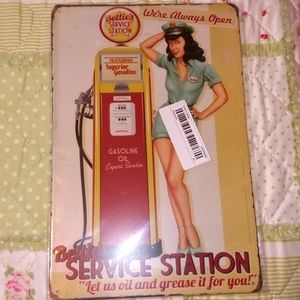 Bettie's
SERVICE
STATION
We're Always Open
FEATURING
Superior
Gasoline
GASOLINE
OIL
Expert Service
SERVICE STATION
"Let us oil and grease it for you!"